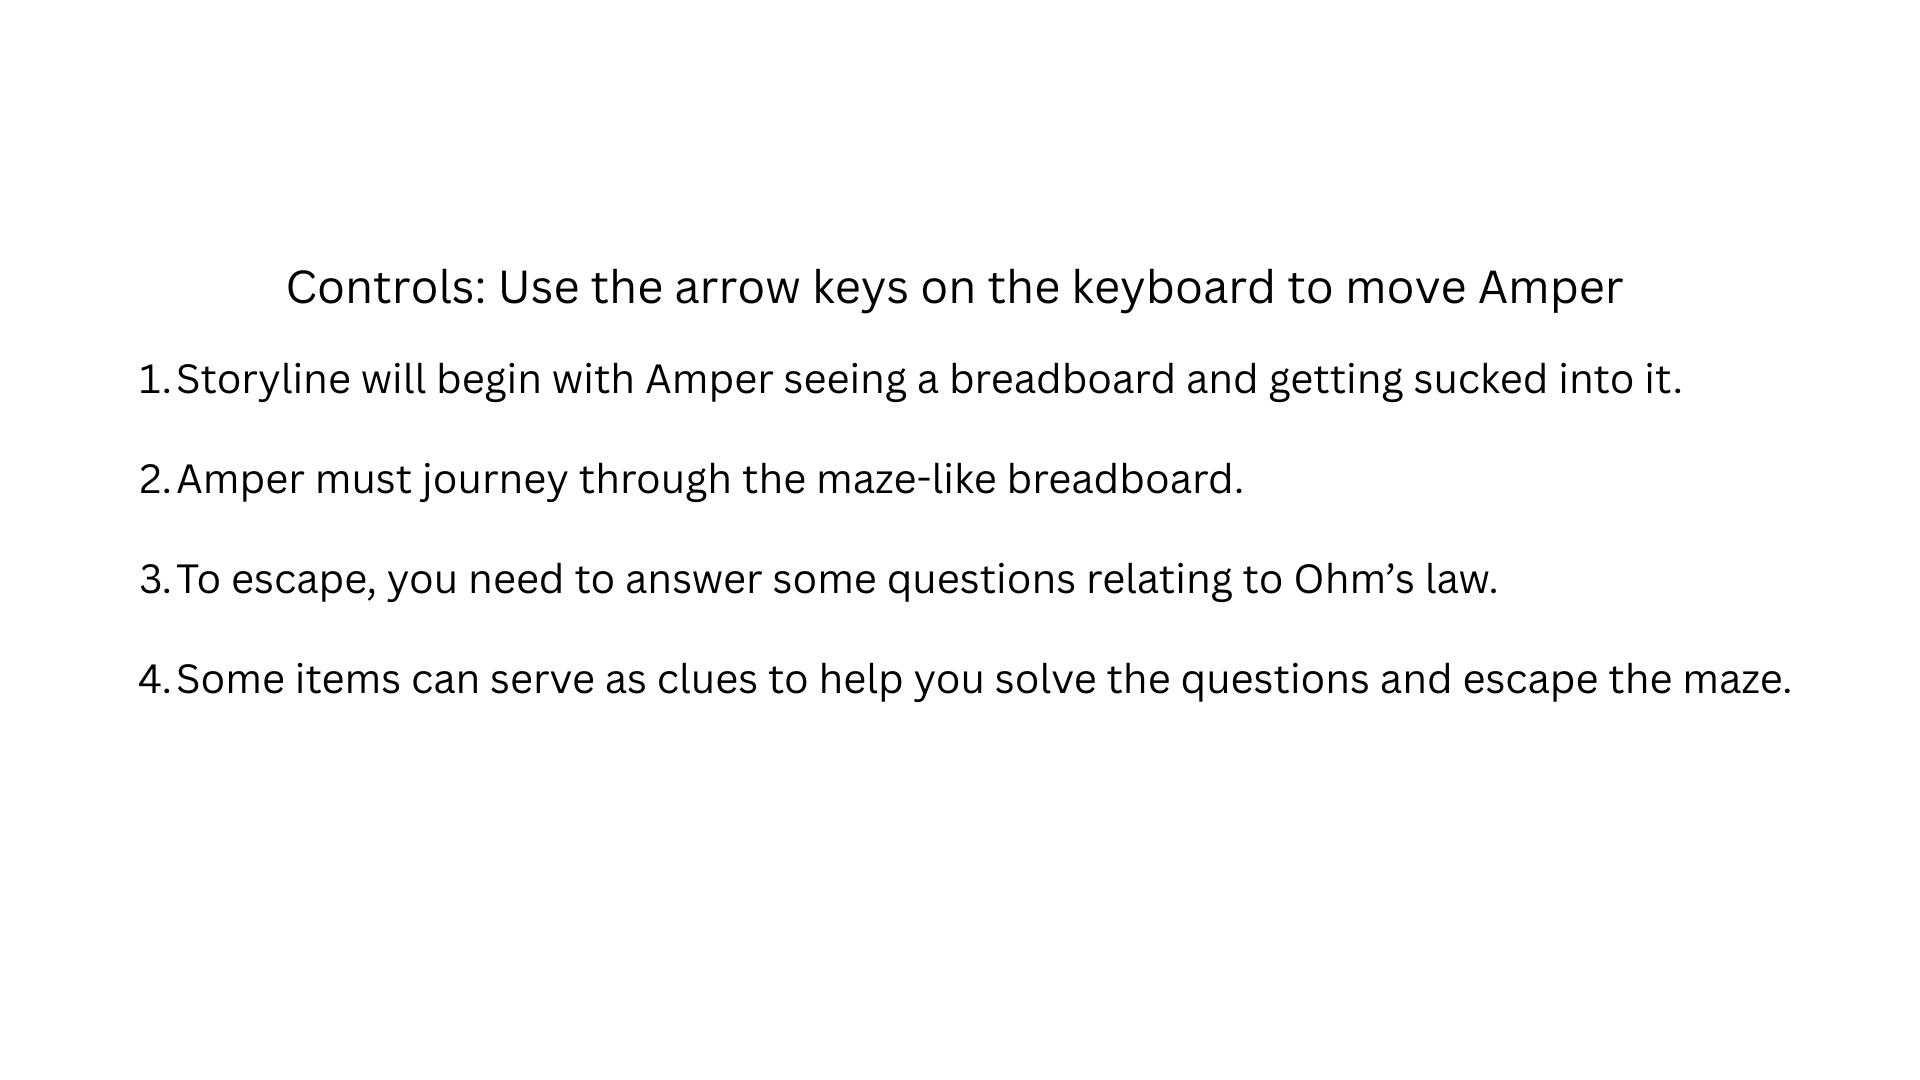 Controls: Use the arrow keys on the keyboard to move Amper
1. Storyline will begin with Amper seeing a breadboard and getting sucked into it.
2. Amper must journey through the maze-like breadboard.
3. To escape, you need to answer some questions relating to Ohm’s law.
4. Some items can serve as clues to help you solve the questions and escape the maze.